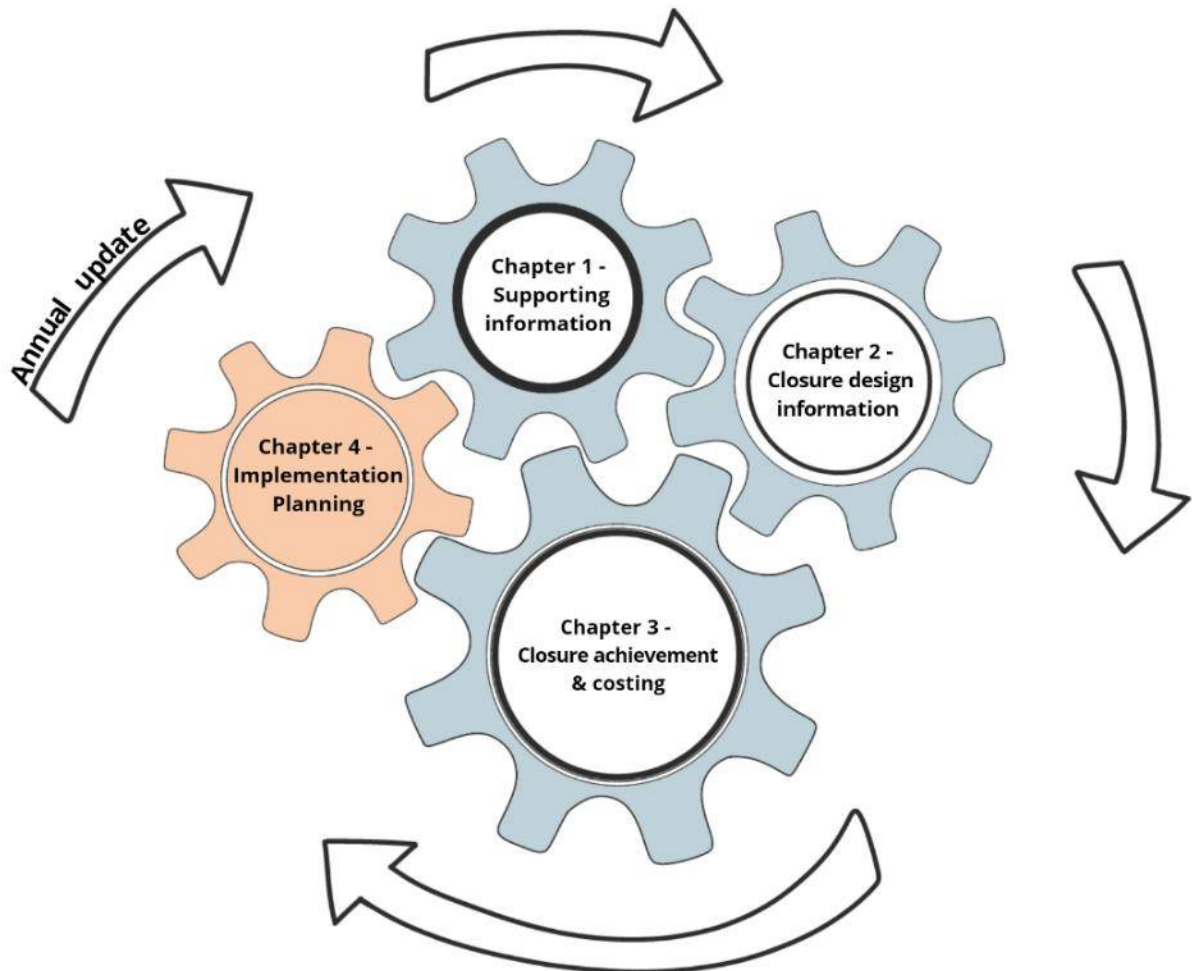 Annual update
Chapter 1 -
Supporting
information
Chapter 2 -
Closure design
information
Chapter 4 -
Implementation
Planning
Chapter 3 -
Closure achievement
& costing